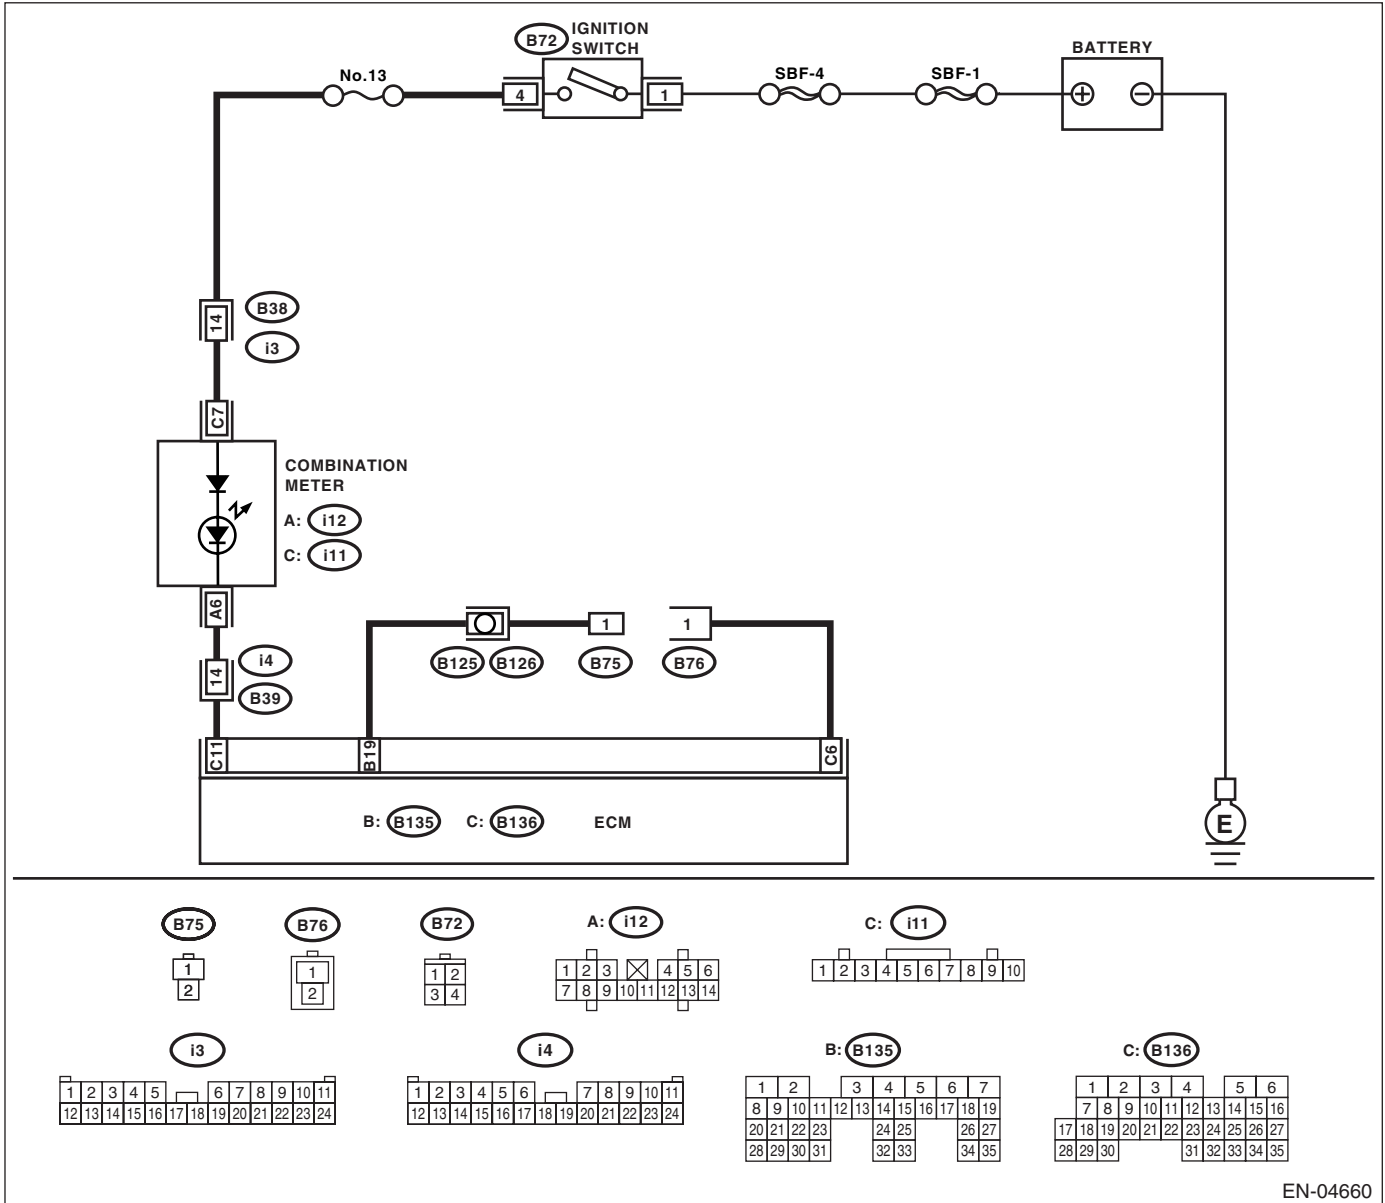 B72 IGNITION
SWITCH
BATTERY
No.13
SBF-4
SBF-1
4
1
+
−
14
B38
i3
C7
COMBINATION
METER
A: i12
C: i11
A6
14
i4
B39
1
1
B125 B126 B75 B76
C11 B19 C6
B: B135 C: B136 ECM
E
B75 B76 B72 A: i12 C: i11
1
2
1
2
1 2
3 4
1 2 3 4 5 6
7 8 9 10 11 12 13 14
1 2 3 4 5 6 7 8 9 10
i3 i4 B: B135 C: B136
1 2 3 4 5 6 7 8 9 10 11
12 13 14 15 16 17 18 19 20 21 22 23 24
1 2 3 4 5 6 7 8 9 10 11
12 13 14 15 16 17 18 19 20 21 22 23 24
1 2 3 4 5 6 7
8 9 10 11 12 13 14 15 16 17 18 19
20 21 22 23 24 25 26 27
28 29 30 31 32 33 34 35
1 2 3 4 5 6
7 8 9 10 11 12 13 14 15 16
17 18 19 20 21 22 23 24 25 26 27
28 29 30 31 32 33 34 35
EN-04660